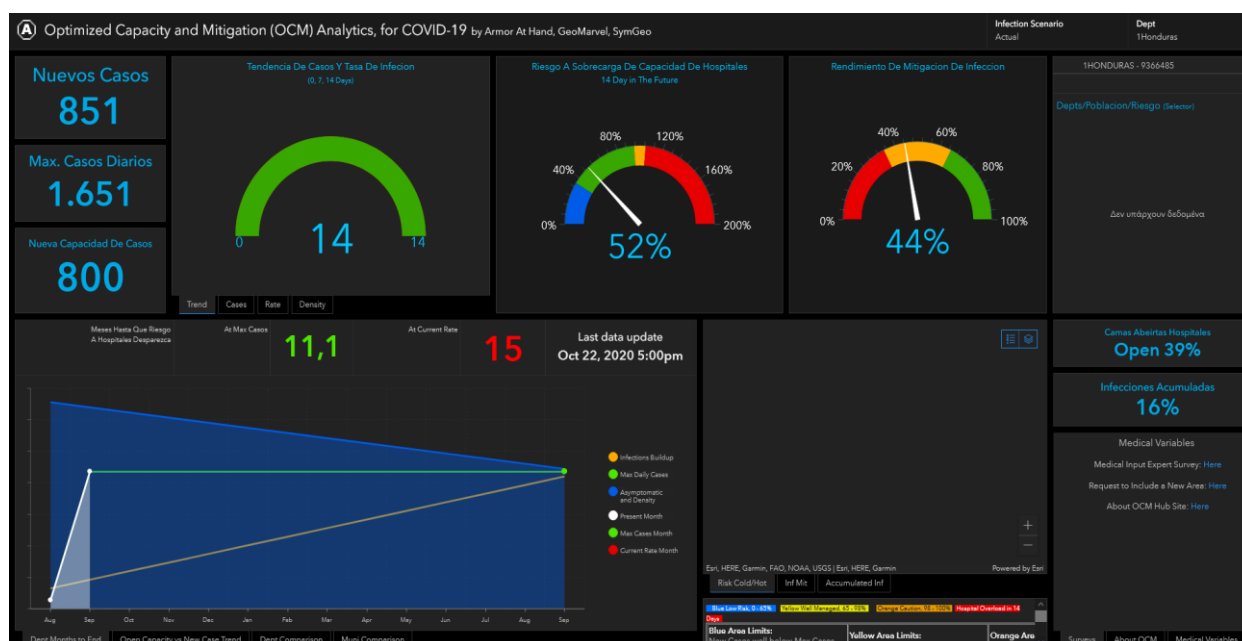 A Optimized Capacity and Mitigation (OCM) Analytics, for COVID-19 by Armor At Hand, GeoMarvel, SymGeo
Infection Scenario
Actual
Dept
1Honduras
Nuevos Casos
851
Max. Casos Diarios
1.651
Nueva Capacidad De Casos
800
Tendencia De Casos Y Tasa De Infecion
(0, 7, 14 Days)
0
14
14
Trend
Cases
Rate
Density
Riesgo A Sobrecarga De Capacidad De Hospitales
14 Day in The Future
0%
40%
80%
120%
160%
200%
52%
Rendimiento De Mitigacion De Infeccion
0%
20%
40%
60%
80%
100%
44%
1HONDURAS - 9366485
Depts/Poblacion/Riesgo (Selector)
Δεν υπάρχουν δεδομένα
Meses Hasta Que Riesgo
A Hospitales Desparezca
At Max Casos
11,1
At Current Rate
15
Last data update
Oct 22, 2020 5:00pm
Infections Buildup
Max Daily Cases
Asymptomatic
and Density
Present Month
Max Cases Month
Current Rate Month
Aug Sep Oct Nov Dec Jan Feb Mar Apr May Jun Jul Aug Sep
Dept Months to End
Open Capacity vs New Case Trend
Dept Comparison
Muni Comparison
+
−
Esri, HERE, Garmin, FAO, NOAA, USGS | Esri, HERE, Garmin
Powered by Esri
Risk Cold/Hot
Inf Mit
Accumulated Inf
Blue Low Risk, 0 - 65%
Yellow Well Managed, 65 - 98%
Orange Caution, 98 - 100%
Hospital Overload in 14
Days
Blue Area Limits:
New Cases well below Max Cases
Yellow Area Limits:
Orange Are
Camas Abeirtas Hospitales
Open 39%
Infecciones Acumuladas
16%
Medical Variables
Medical Input Expert Survey: Here
Request to Include a New Area: Here
About OCM Hub Site: Here
Surveys
About OCM
Medical Variables